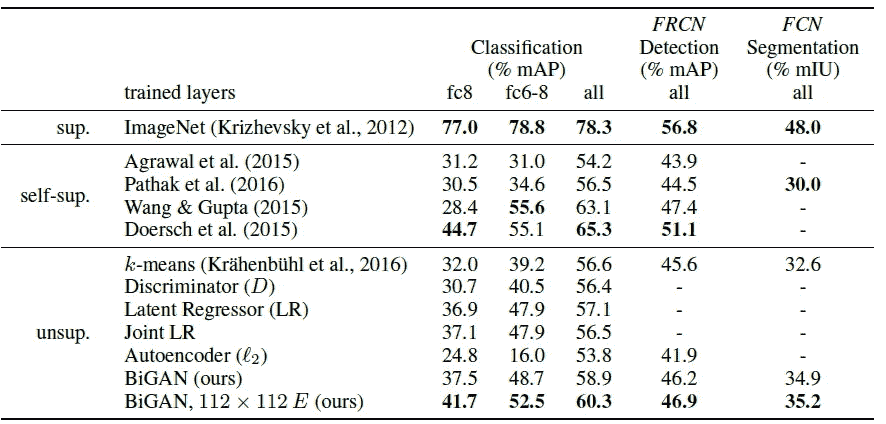 FRCN FCN
Classification Detection Segmentation
(% mAP) (% mAP) (% mIU)
trained layers fc8 fc6-8 all all all
sup. ImageNet (Krizhevsky et al., 2012) 77.0 78.8 78.3 56.8 48.0
Agrawal et al. (2015) 31.2 31.0 54.2 43.9 -
self-sup. Pathak et al. (2016) 30.5 34.6 56.5 44.5 30.0
Wang & Gupta (2015) 28.4 55.6 63.1 47.4 -
Doersch et al. (2015) 44.7 55.1 65.3 51.1 -
k-means (Krähenbühl et al., 2016) 32.0 39.2 56.6 45.6 32.6
Discriminator (D) 30.7 40.5 56.4 - -
Latent Regressor (LR) 36.9 47.9 57.1 - -
unsup. Joint LR 37.1 47.9 56.5 - -
Autoencoder (ℓ₂) 24.8 16.0 53.8 41.9 -
BiGAN (ours) 37.5 48.7 58.9 46.2 34.9
BiGAN, 112 × 112 E (ours) 41.7 52.5 60.3 46.9 35.2